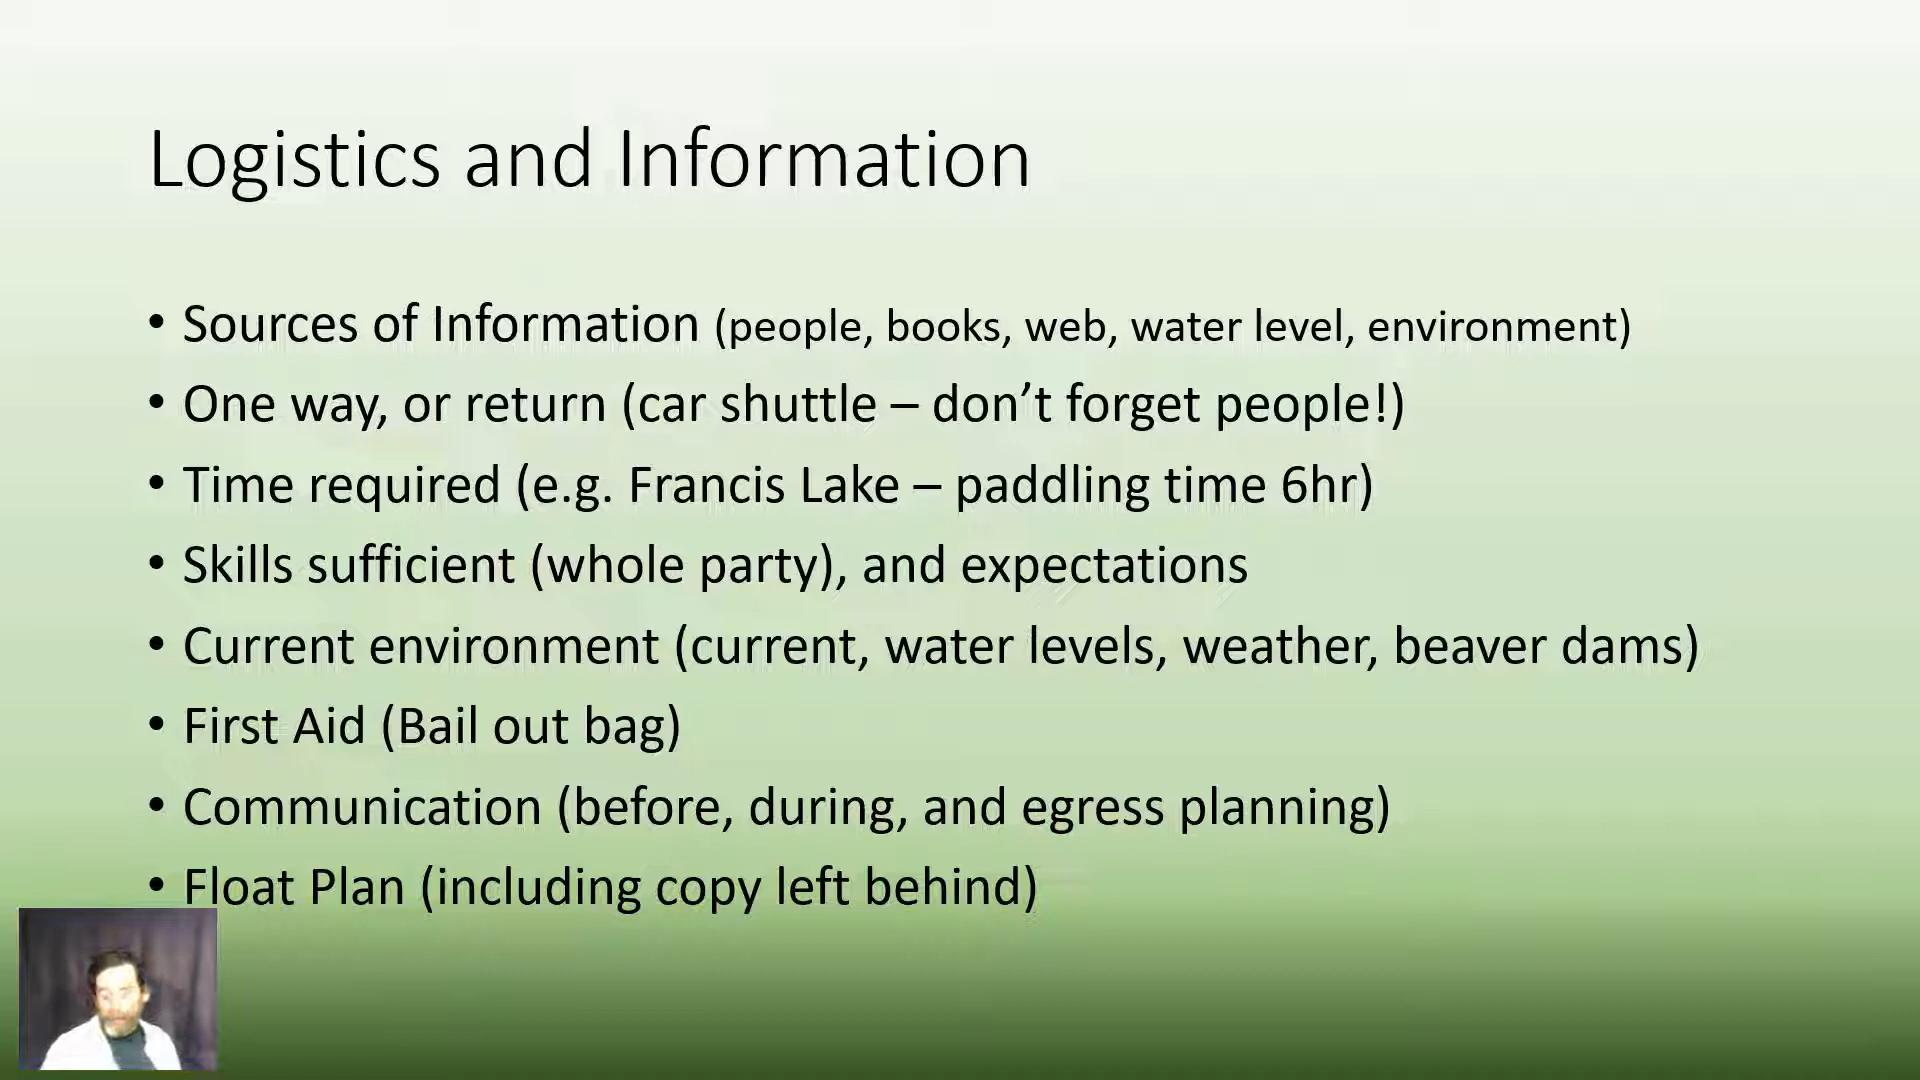 Logistics and Information
• Sources of Information (people, books, web, water level, environment)
• One way, or return (car shuttle – don’t forget people!)
• Time required (e.g. Francis Lake – paddling time 6hr)
• Skills sufficient (whole party), and expectations
• Current environment (current, water levels, weather, beaver dams)
• First Aid (Bail out bag)
• Communication (before, during, and egress planning)
• Float Plan (including copy left behind)